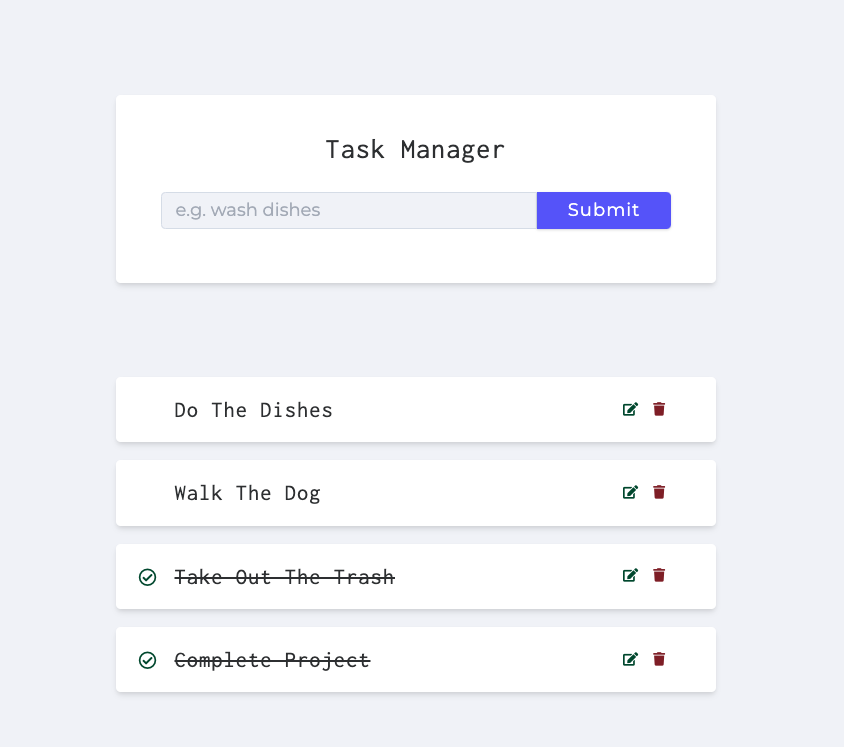 Task Manager
e.g. wash dishes Submit
Do The Dishes
Walk The Dog
Take Out The Trash
Complete Project